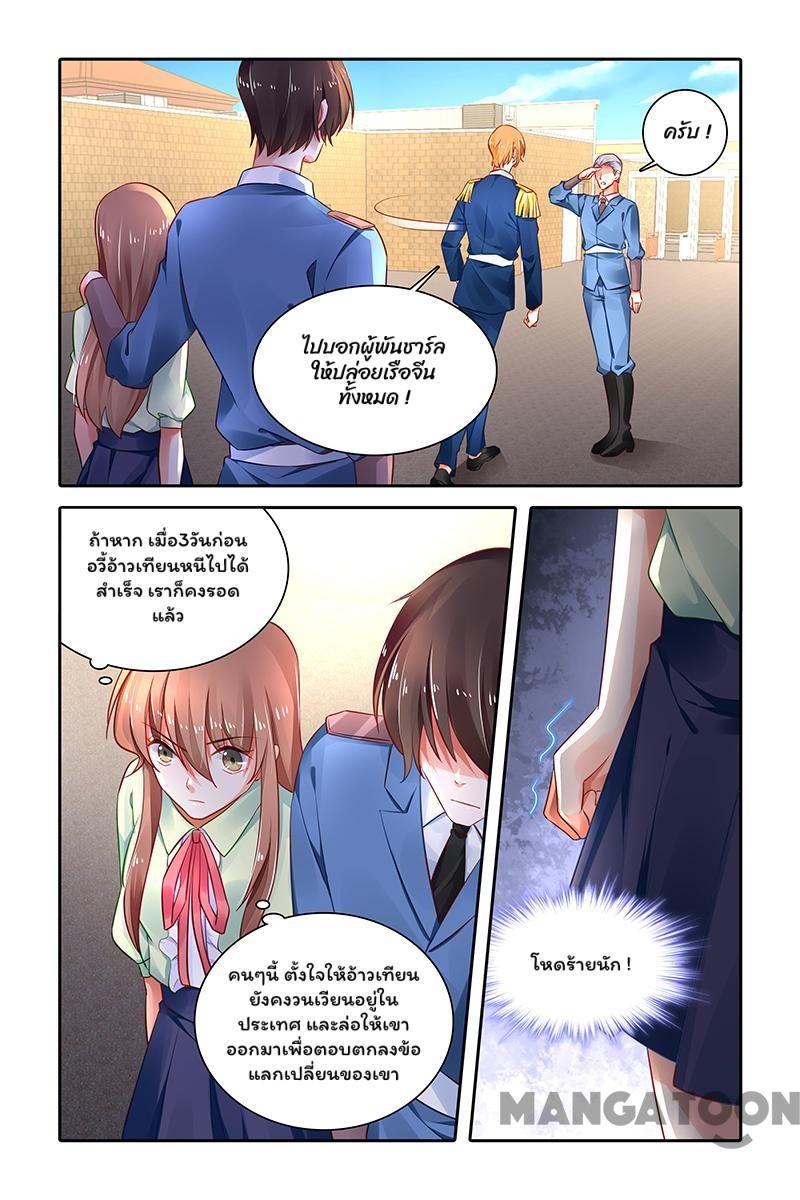 ครับ !
ไปบอกผู้พันชาร์ล
ให้ปล่อยเรือจีน
ทั้งหมด !
ถ้าหาก เมื่อ3วันก่อน
อวี้อ้าวเทียนหนีไปได้
สำเร็จ เราก็คงรอด
แล้ว
คนๆนี้ ตั้งใจให้อ้าวเทียน
ยังคงวนเวียนอยู่ใน
ประเทศ และล่อให้เขา
ออกมาเพื่อตอบตกลงข้อ
แลกเปลี่ยนของเขา
โหดร้ายนัก !
MANGATOON